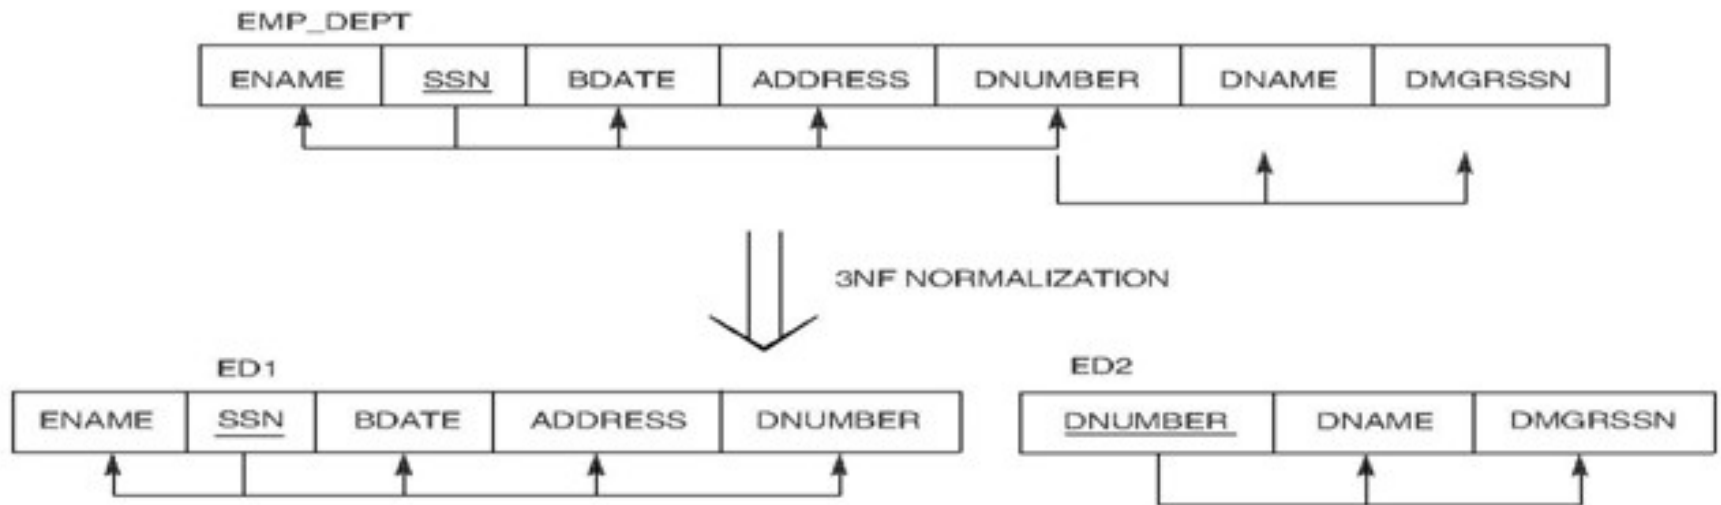 EMP_DEPT
ENAME SSN BDATE ADDRESS DNUMBER DNAME DMGRSSN
3NF NORMALIZATION
ED1
ENAME SSN BDATE ADDRESS DNUMBER
ED2
DNUMBER DNAME DMGRSSN